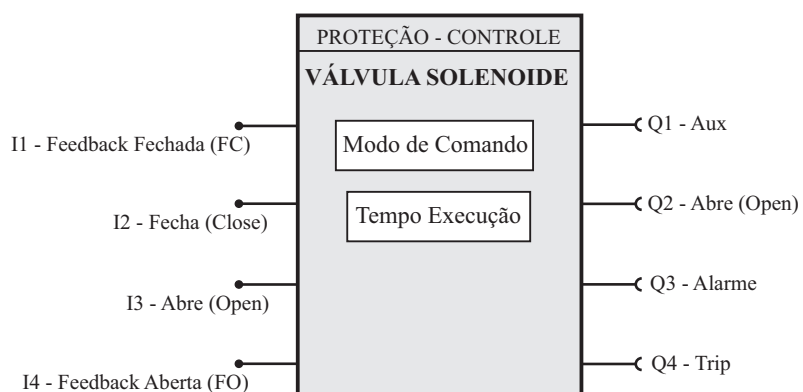 PROTEÇÃO - CONTROLE
VÁLVULA SOLENOIDE
Modo de Comando
Tempo Execução
I1 - Feedback Fechada (FC)
I2 - Fecha (Close)
I3 - Abre (Open)
I4 - Feedback Aberta (FO)
Q1 - Aux
Q2 - Abre (Open)
Q3 - Alarme
Q4 - Trip